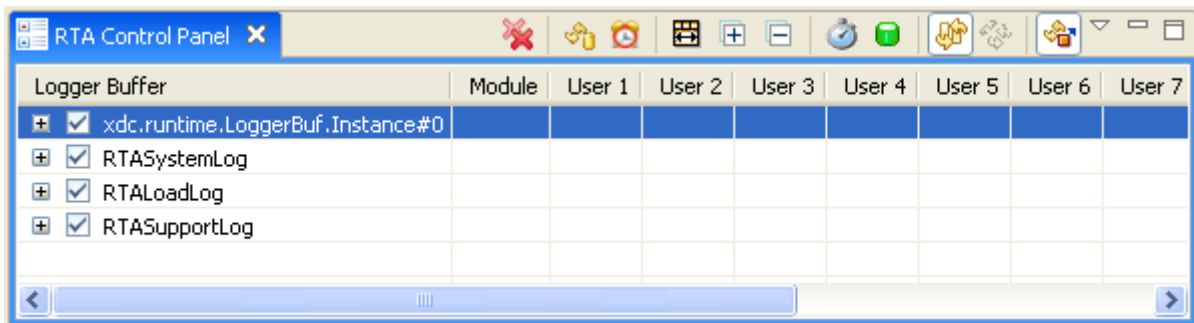 RTA Control Panel
Logger Buffer Module User 1 User 2 User 3 User 4 User 5 User 6 User 7
xdc.runtime.LoggerBuf.Instance#0
RTASystemLog
RTALoadLog
RTASupportLog